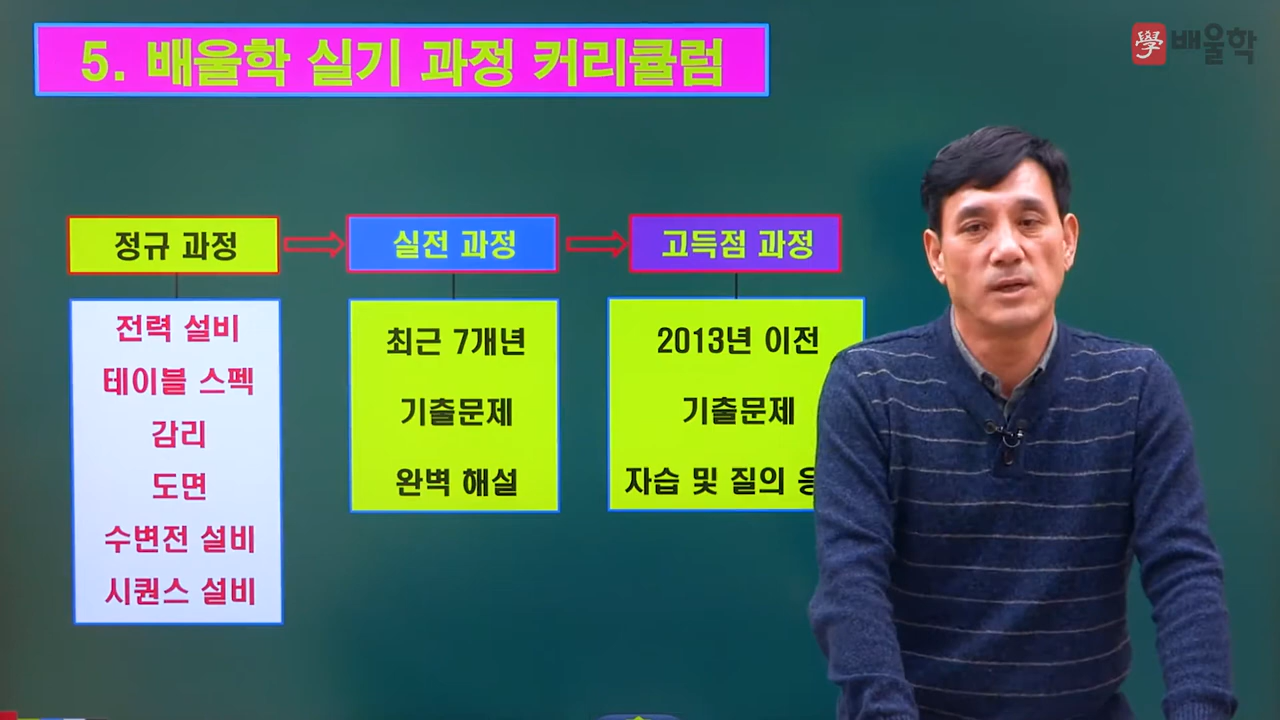 5. 배울학 실기 과정 커리큘럼
學 배울학
정규 과정
실전 과정
고득점 과정
전력 설비
테이블 스펙
감리
도면
수변전 설비
시퀀스 설비
최근 7개년
기출문제
완벽 해설
2013년 이전
기출문제
자습 및 질의